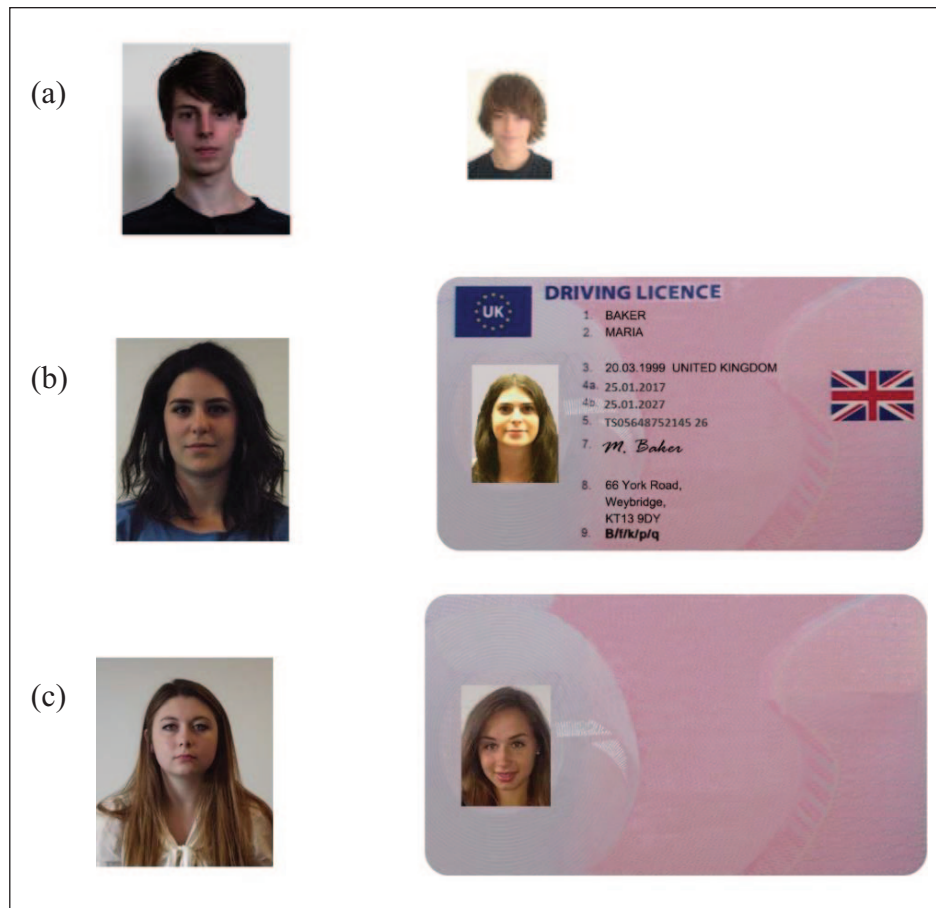 (a)
(b)
DRIVING LICENCE
UK
1. BAKER
2. MARIA
3. 20.03.1999 UNITED KINGDOM
4a. 25.01.2017
4b. 25.01.2027
5. TS05648752145 26
7. M. Baker
8. 66 York Road,
Weybridge,
KT13 9DY
9. B/f/k/p/q
(c)